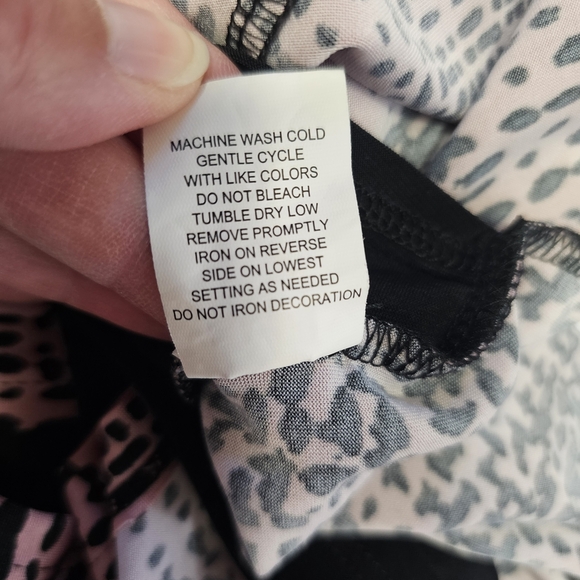 MACHINE WASH COLD
GENTLE CYCLE
WITH LIKE COLORS
DO NOT BLEACH
TUMBLE DRY LOW
REMOVE PROMPTLY
IRON ON REVERSE
SIDE ON LOWEST
SETTING AS NEEDED
DO NOT IRON DECORATION